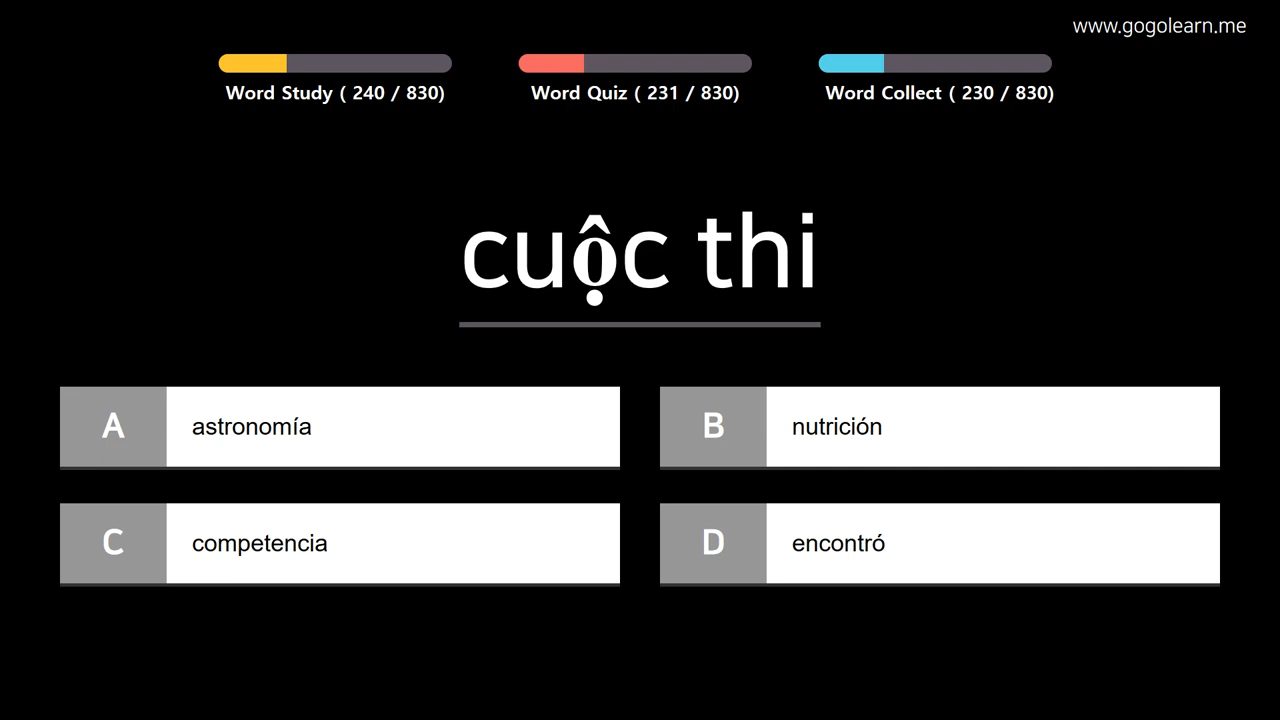 www.gogolearn.me
Word Study ( 240 / 830)
Word Quiz ( 231 / 830)
Word Collect ( 230 / 830)
cuộc thi
A astronomía
B nutrición
C competencia
D encontró